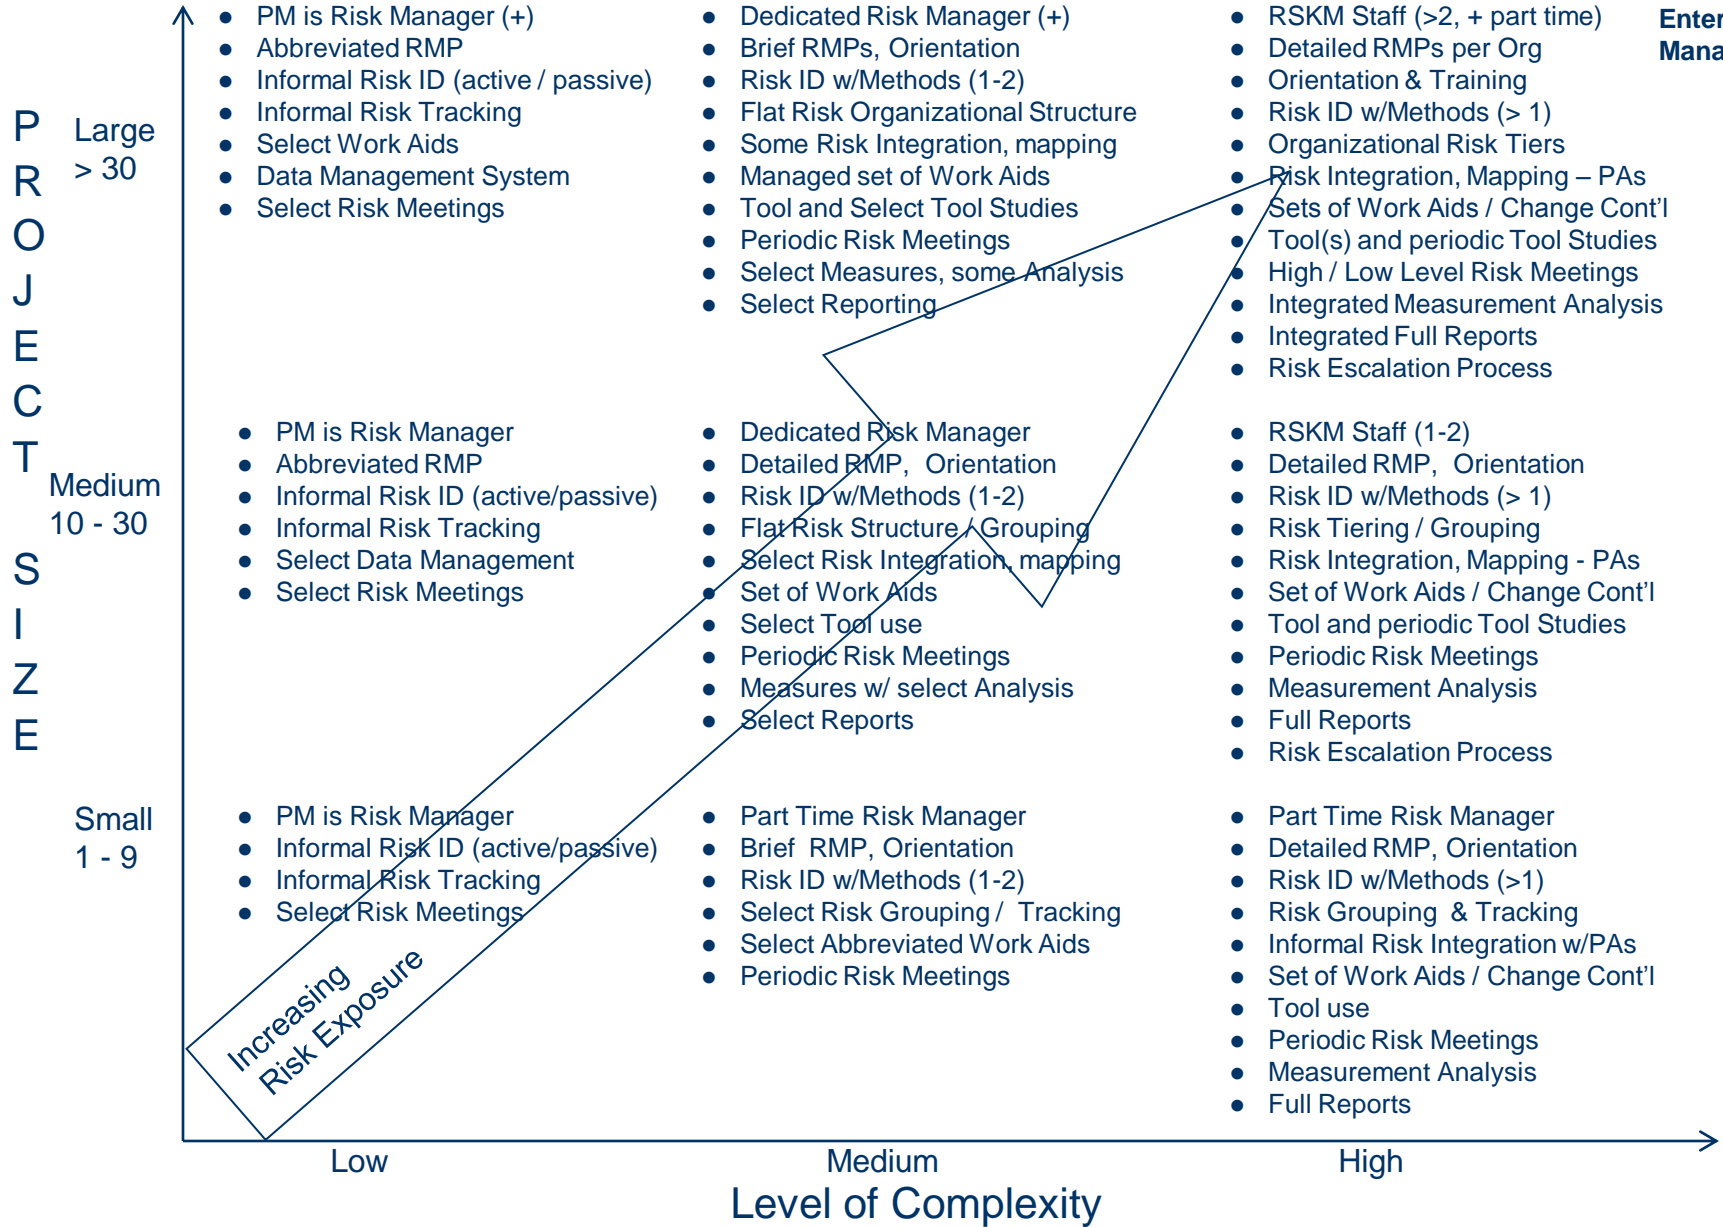 PROJECT SIZE
Large
> 30
● PM is Risk Manager (+)
● Abbreviated RMP
● Informal Risk ID (active / passive)
● Informal Risk Tracking
● Select Work Aids
● Data Management System
● Select Risk Meetings
● Dedicated Risk Manager (+)
● Brief RMPs, Orientation
● Risk ID w/Methods (1-2)
● Flat Risk Organizational Structure
● Some Risk Integration, mapping
● Managed set of Work Aids
● Tool and Select Tool Studies
● Periodic Risk Meetings
● Select Measures, some Analysis
● Select Reporting
● RSKM Staff (>2, + part time)
● Detailed RMPs per Org
● Orientation & Training
● Risk ID w/Methods (> 1)
● Organizational Risk Tiers
● Risk Integration, Mapping – PAs
● Sets of Work Aids / Change Cont'l
● Tool(s) and periodic Tool Studies
● High / Low Level Risk Meetings
● Integrated Measurement Analysis
● Integrated Full Reports
● Risk Escalation Process
Enter
Mana
Medium
10 - 30
● PM is Risk Manager
● Abbreviated RMP
● Informal Risk ID (active/passive)
● Informal Risk Tracking
● Select Data Management
● Select Risk Meetings
● Dedicated Risk Manager
● Detailed RMP, Orientation
● Risk ID w/Methods (1-2)
● Flat Risk Structure / Grouping
● Select Risk Integration, mapping
● Set of Work Aids
● Select Tool use
● Periodic Risk Meetings
● Measures w/ select Analysis
● Select Reports
● RSKM Staff (1-2)
● Detailed RMP, Orientation
● Risk ID w/Methods (> 1)
● Risk Tiering / Grouping
● Risk Integration, Mapping - PAs
● Set of Work Aids / Change Cont'l
● Tool and periodic Tool Studies
● Periodic Risk Meetings
● Measurement Analysis
● Full Reports
● Risk Escalation Process
Small
1 - 9
● PM is Risk Manager
● Informal Risk ID (active/passive)
● Informal Risk Tracking
● Select Risk Meetings
● Part Time Risk Manager
● Brief RMP, Orientation
● Risk ID w/Methods (1-2)
● Select Risk Grouping / Tracking
● Select Abbreviated Work Aids
● Periodic Risk Meetings
● Part Time Risk Manager
● Detailed RMP, Orientation
● Risk ID w/Methods (>1)
● Risk Grouping & Tracking
● Informal Risk Integration w/PAs
● Set of Work Aids / Change Cont'l
● Tool use
● Periodic Risk Meetings
● Measurement Analysis
● Full Reports
Increasing
Risk Exposure
Low
Medium
High
Level of Complexity